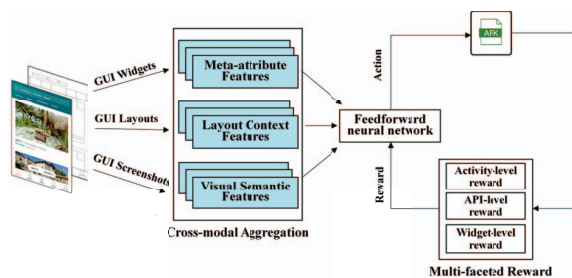 GUI Widgets
GUI Layouts
GUI Screenshots
Meta-attribute
Features
Layout Context
Features
Visual Semantic
Features
Cross-modal Aggregation
Feedforward
neural network
Action
Reward
AFK
Activity-level
reward
API-level
reward
Widget-level
reward
Multi-faceted Reward